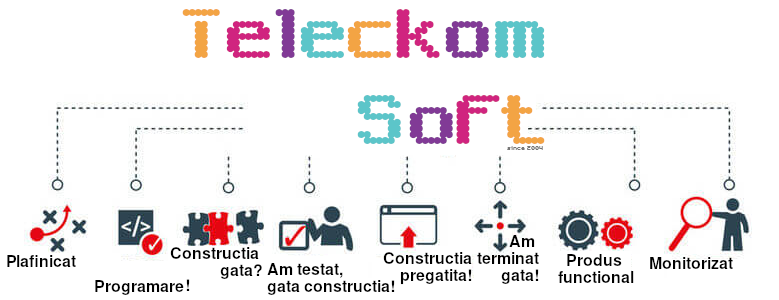 Teleckom
Soft
since 2004
</>
Plafinicat
Programare!
Constructia
gata?
Am testat,
gata constructia!
Constructia
pregatita!
Am
terminat
gata!
Produs
functional
Monitorizat